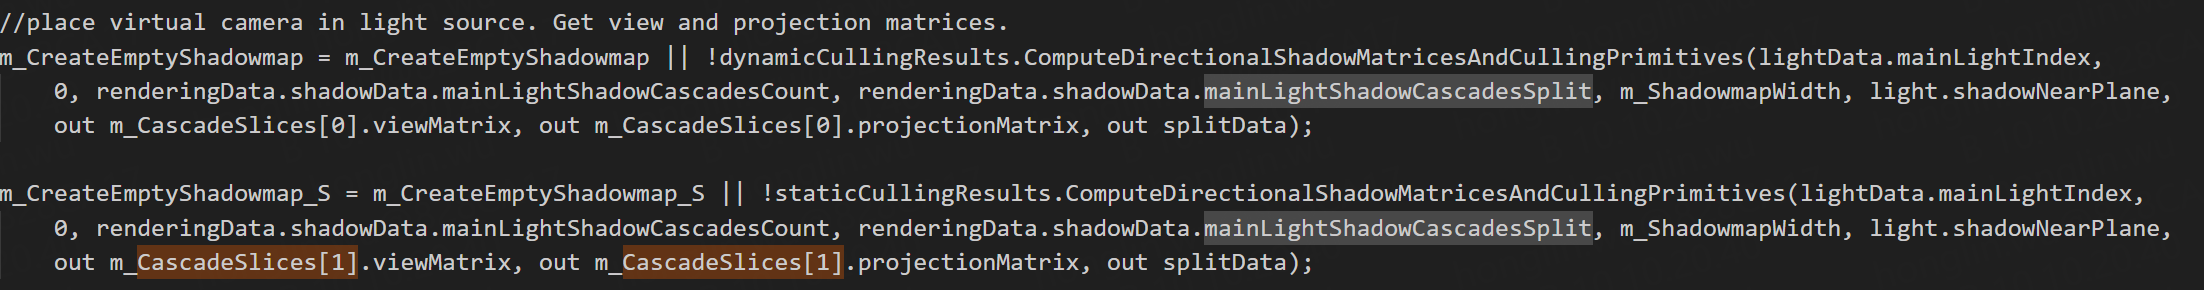 //place virtual camera in light source. Get view and projection matrices.
m_CreateEmptyShadowmap = m_CreateEmptyShadowmap || !dynamicCullingResults.ComputeDirectionalShadowMatricesAndCullingPrimitives(lightData.mainLightIndex,
0, renderingData.shadowData.mainLightShadowCascadesCount, renderingData.shadowData.mainLightShadowCascadesSplit, m_ShadowmapWidth, light.shadowNearPlane,
out m_CascadeSlices[0].viewMatrix, out m_CascadeSlices[0].projectionMatrix, out splitData);
m_CreateEmptyShadowmap_S = m_CreateEmptyShadowmap_S || !staticCullingResults.ComputeDirectionalShadowMatricesAndCullingPrimitives(lightData.mainLightIndex,
0, renderingData.shadowData.mainLightShadowCascadesCount, renderingData.shadowData.mainLightShadowCascadesSplit, m_ShadowmapWidth, light.shadowNearPlane,
out m_CascadeSlices[1].viewMatrix, out m_CascadeSlices[1].projectionMatrix, out splitData);